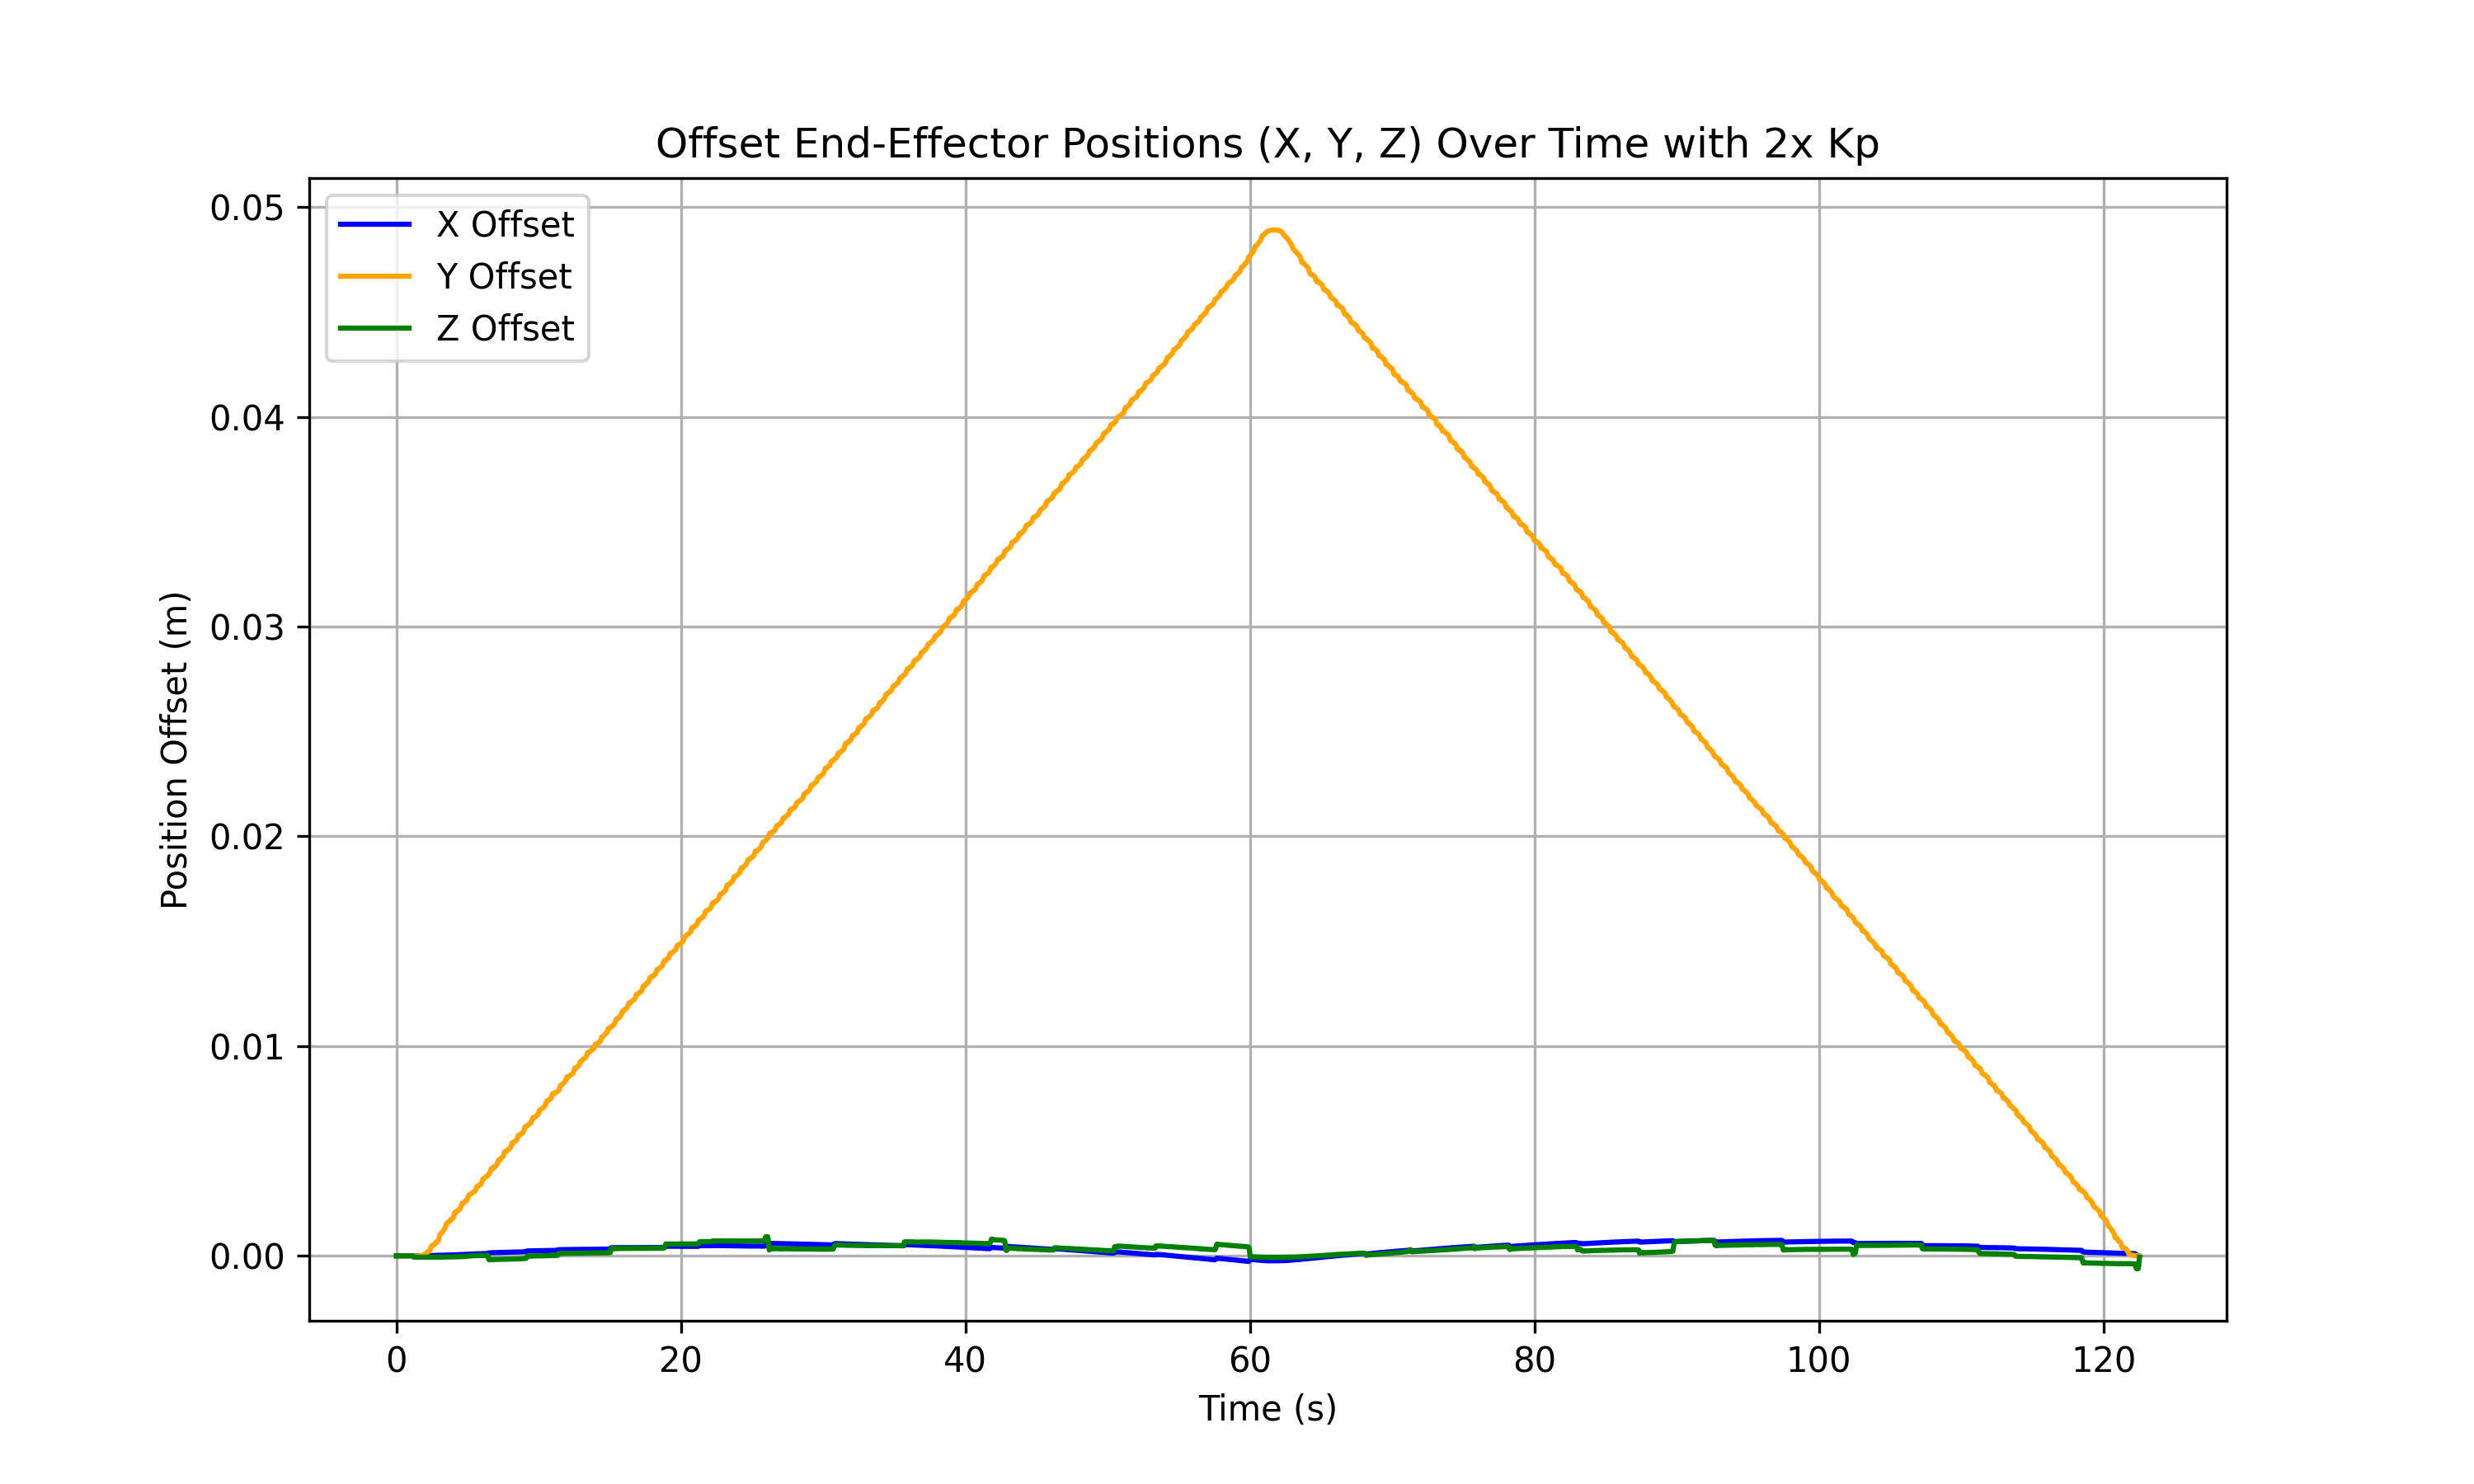 Offset End-Effector Positions (X, Y, Z) Over Time with 2x Kp
X Offset
Y Offset
Z Offset
Position Offset (m)
0.05
0.04
0.03
0.02
0.01
0.00
0 20 40 60 80 100 120
Time (s)